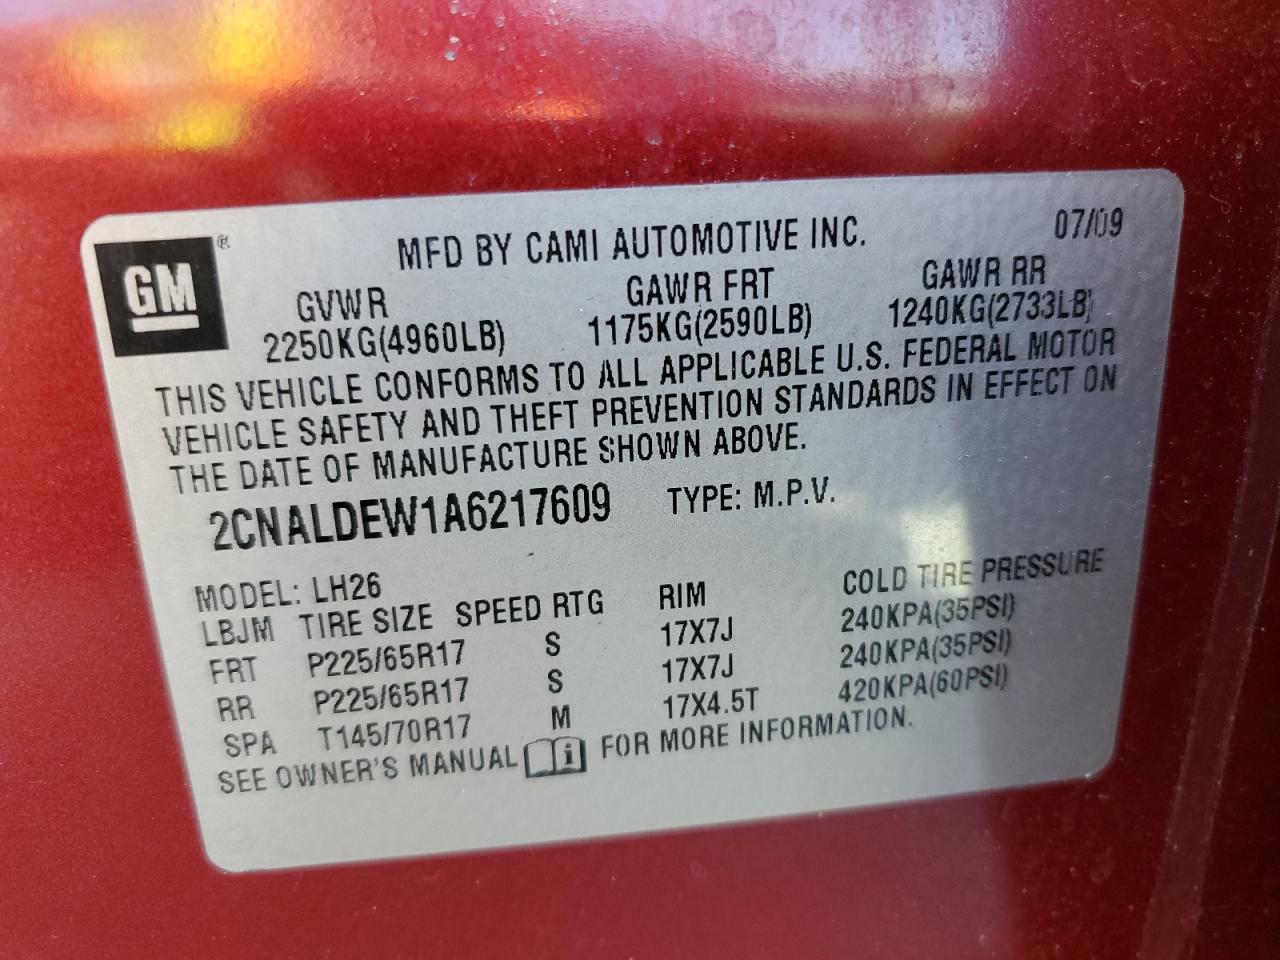 GM ®
MFD BY CAMI AUTOMOTIVE INC. 07/09
GVWR GAWR FRT GAWR RR
2250KG(4960LB) 1175KG(2590LB) 1240KG(2733LB)
THIS VEHICLE CONFORMS TO ALL APPLICABLE U.S. FEDERAL MOTOR
VEHICLE SAFETY AND THEFT PREVENTION STANDARDS IN EFFECT ON
THE DATE OF MANUFACTURE SHOWN ABOVE.
2CNALDEW1A6217609 TYPE: M.P.V.
MODEL: LH26
LBJM TIRE SIZE SPEED RTG RIM COLD TIRE PRESSURE
FRT P225/65R17 S 17X7J 240KPA(35PSI)
RR P225/65R17 S 17X7J 240KPA(35PSI)
SPA T145/70R17 M 17X4.5T 420KPA(60PSI)
SEE OWNER'S MANUAL i FOR MORE INFORMATION.